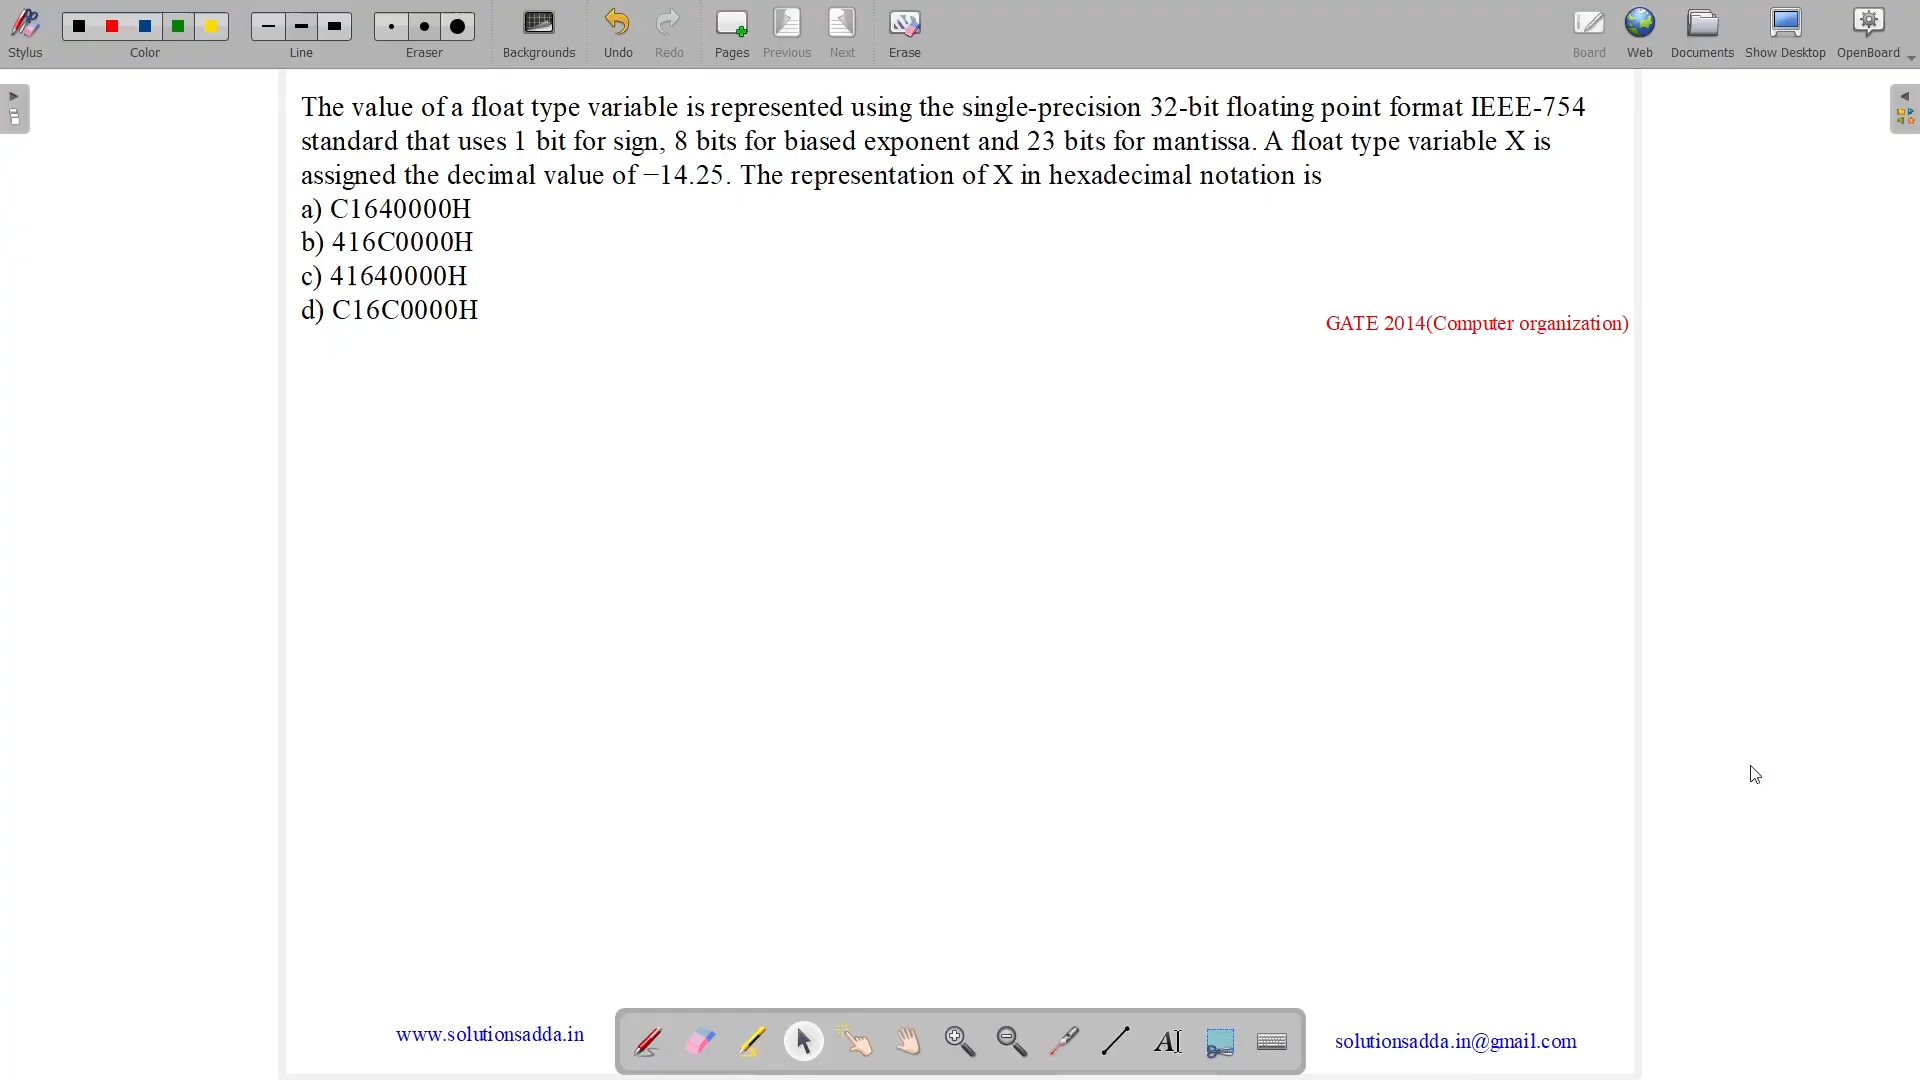 Stylus
Color
Line
Eraser
Backgrounds
Undo
Redo
Pages
Previous
Next
Erase
Board
Web
Documents
Show Desktop
OpenBoard
The value of a float type variable is represented using the single-precision 32-bit floating point format IEEE-754
standard that uses 1 bit for sign, 8 bits for biased exponent and 23 bits for mantissa. A float type variable X is
assigned the decimal value of −14.25. The representation of X in hexadecimal notation is
a) C1640000H
b) 416C0000H
c) 41640000H
d) C16C0000H
GATE 2014(Computer organization)
www.solutionsadda.in
solutionsadda.in@gmail.com